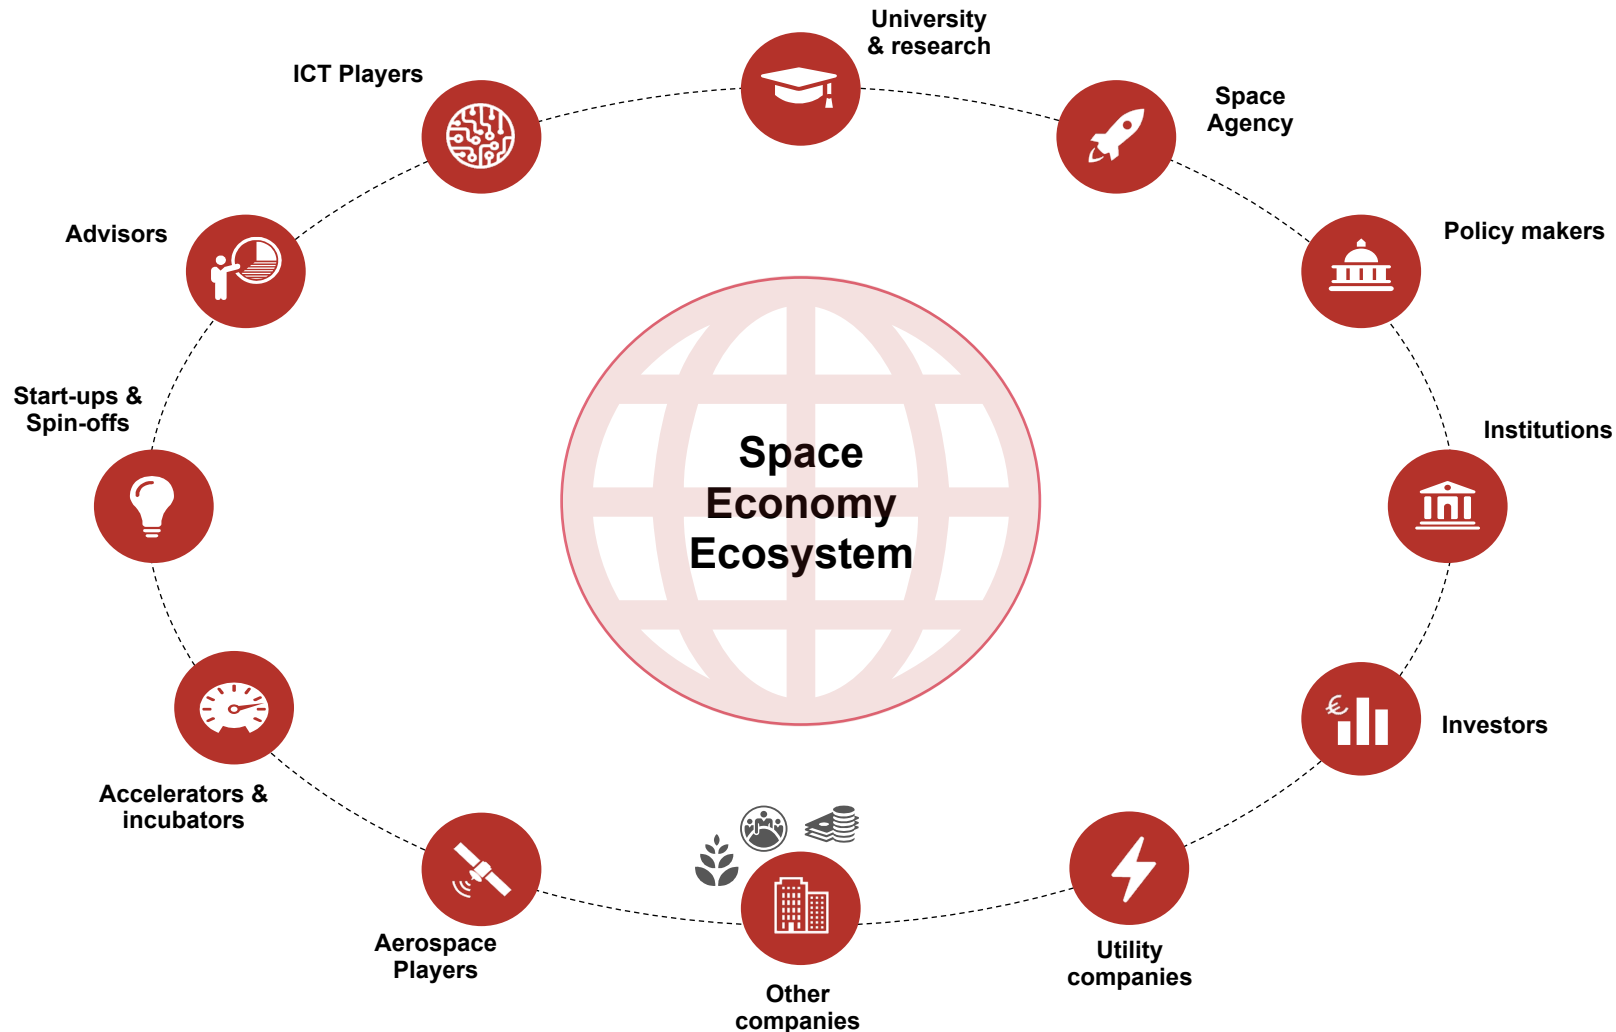 University
& research
ICT Players
Space
Agency
Advisors
Policy makers
Start-ups &
Spin-offs
Institutions
Space
Economy
Ecosystem
€
Investors
Accelerators &
incubators
Aerospace
Players
Utility
companies
Other
companies